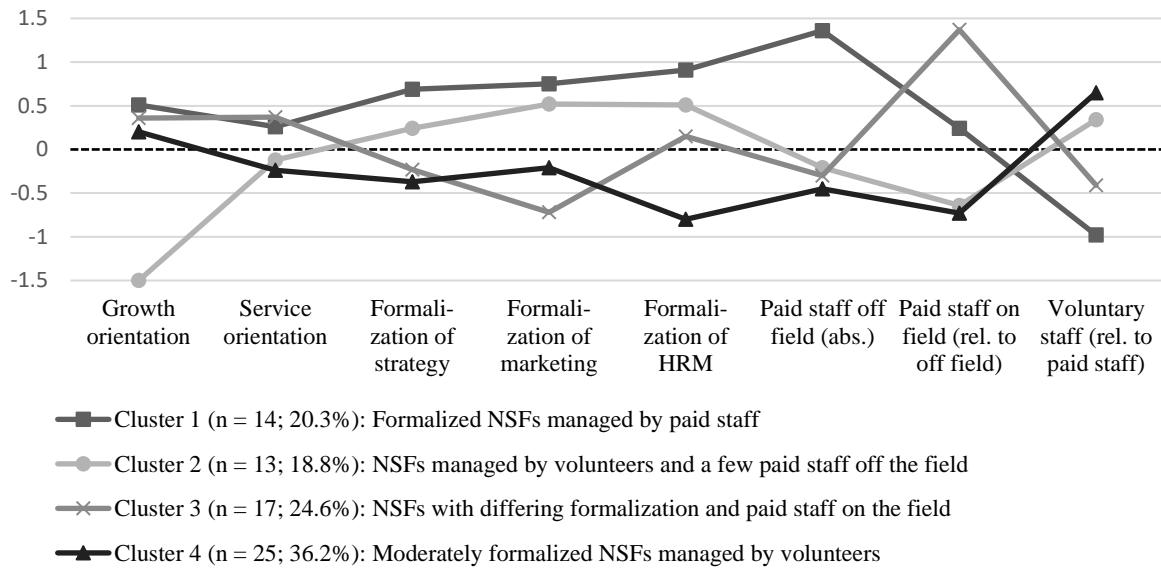 1.5
1
0.5
0
-0.5
-1
-1.5
Growth orientation
Service orientation
Formali-
zation of
strategy
Formali-
zation of
marketing
Formali-
zation of
HRM
Paid staff off
field (abs.)
Paid staff on
field (rel. to
off field)
Voluntary
staff (rel. to
paid staff)
Cluster 1 (n = 14; 20.3%): Formalized NSFs managed by paid staff
Cluster 2 (n = 13; 18.8%): NSFs managed by volunteers and a few paid staff off the field
Cluster 3 (n = 17; 24.6%): NSFs with differing formalization and paid staff on the field
Cluster 4 (n = 25; 36.2%): Moderately formalized NSFs managed by volunteers